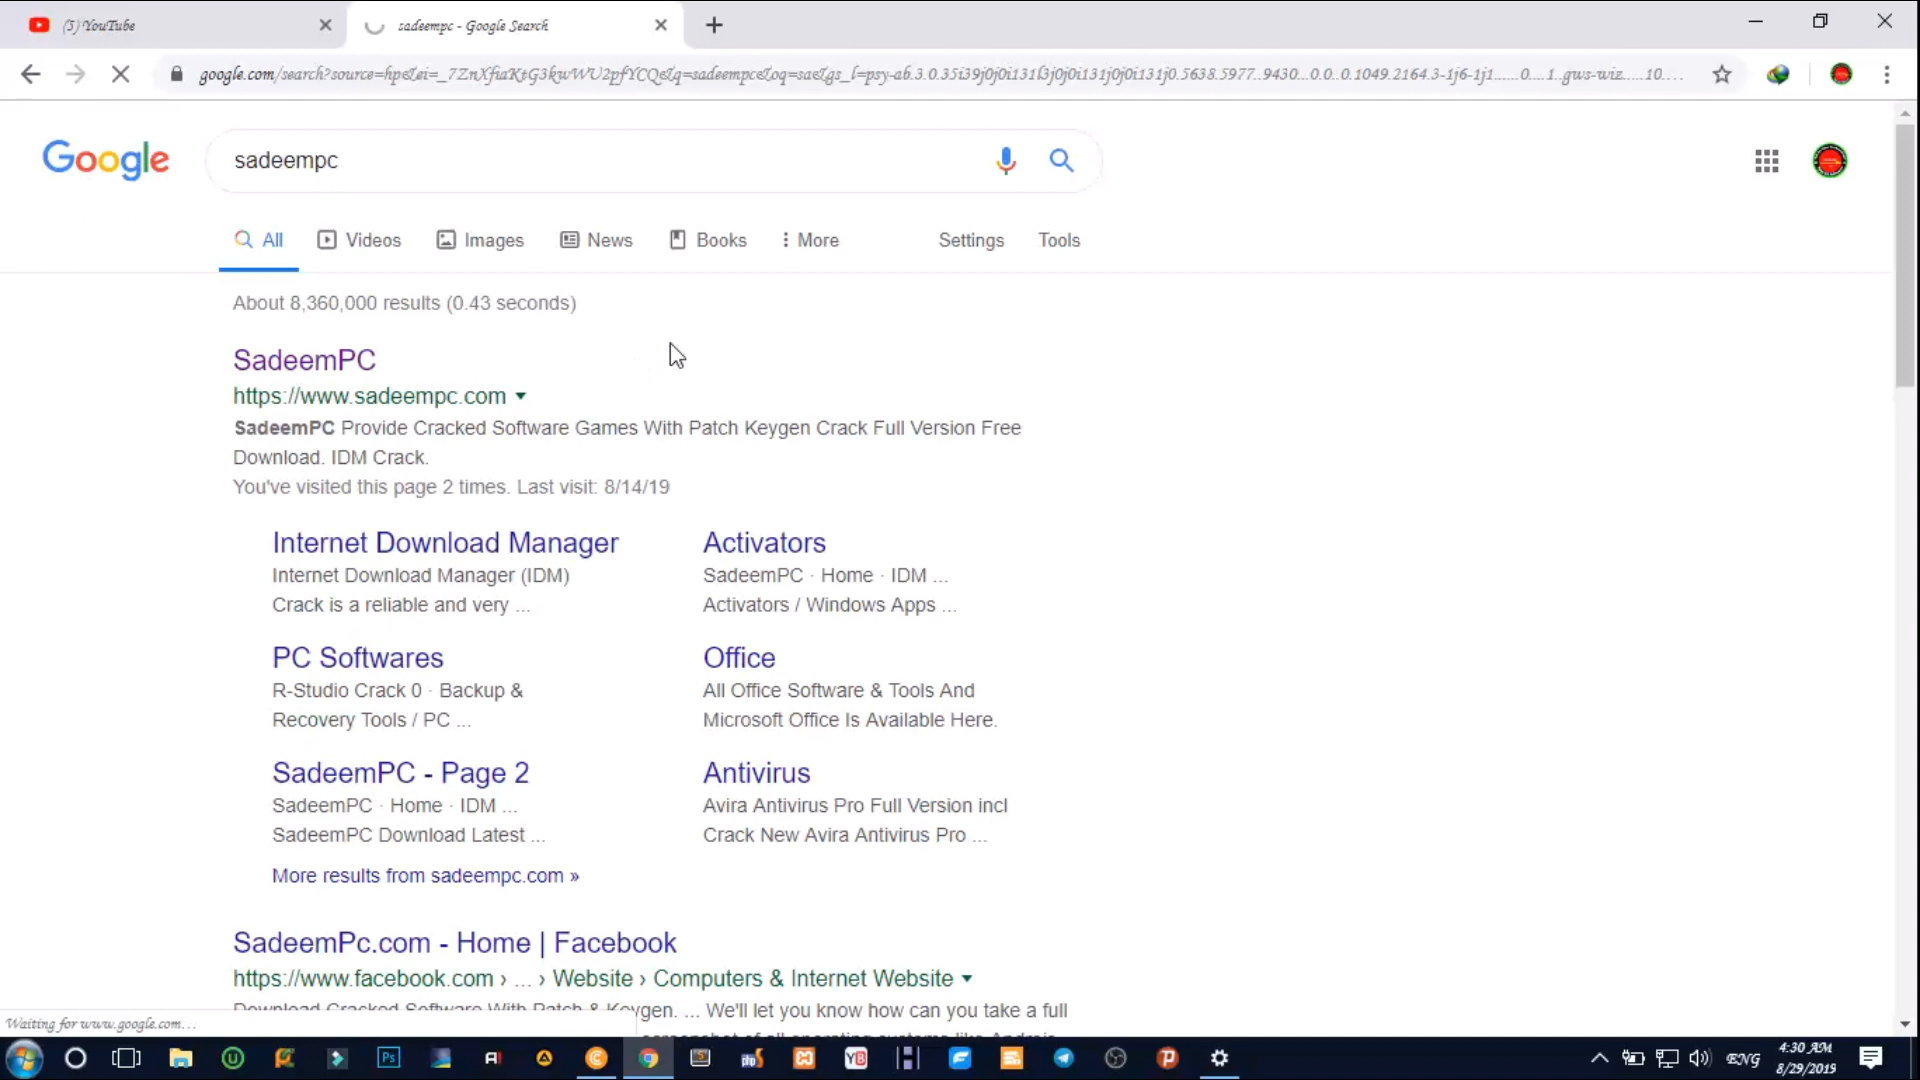 (5) YouTube
sadeempc - Google Search
google.com/search?source=hp&ei=_7ZnXfiaKtG3kwWU2pfYCQ&q=sadeempc&oq=sae&gs_l=psy-ab.3.0.35i39j0j0i131l3j0j0i131j0j0i131j0.5638.5977..9430...0.0..0.1049.2164.3-1j6-1j1......0....1..gws-wiz.....10....
Google
sadeempc
All
Videos
Images
News
Books
More
Settings
Tools
About 8,360,000 results (0.43 seconds)
SadeemPC
https://www.sadeempc.com
SadeemPC Provide Cracked Software Games With Patch Keygen Crack Full Version Free
Download. IDM Crack.
You've visited this page 2 times. Last visit: 8/14/19
Internet Download Manager
Internet Download Manager (IDM)
Crack is a reliable and very ...
Activators
SadeemPC · Home · IDM ...
Activators / Windows Apps ...
PC Softwares
R-Studio Crack 0 · Backup &
Recovery Tools / PC ...
Office
All Office Software & Tools And
Microsoft Office Is Available Here.
SadeemPC - Page 2
SadeemPC · Home · IDM ...
SadeemPC Download Latest ...
Antivirus
Avira Antivirus Pro Full Version incl
Crack New Avira Antivirus Pro ...
More results from sadeempc.com »
SadeemPc.com - Home | Facebook
https://www.facebook.com › ... › Website › Computers & Internet Website
Download Cracked Software With Patch & Keygen. ... We'll let you know how can you take a full
screenshot of all operating systems like
Waiting for www.google.com...
Ps
YB
ENG
4:30 AM
8/29/2019